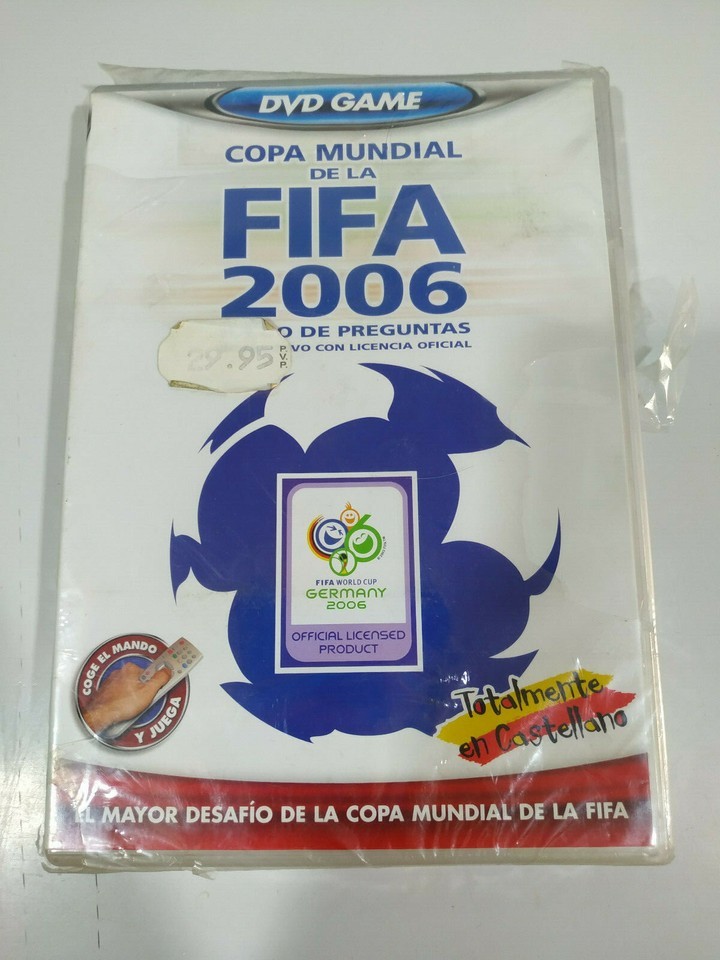 DVD GAME
COPA MUNDIAL
DE LA
FIFA
2006
O DE PREGUNTAS
VO CON LICENCIA OFICIAL
29.95 P.V.P.
FIFA WORLD CUP
GERMANY
2006
OFFICIAL LICENSED
PRODUCT
COGE EL MANDO
Y JUEGA
Totalmente
en Castellano
EL MAYOR DESAFÍO DE LA COPA MUNDIAL DE LA FIFA